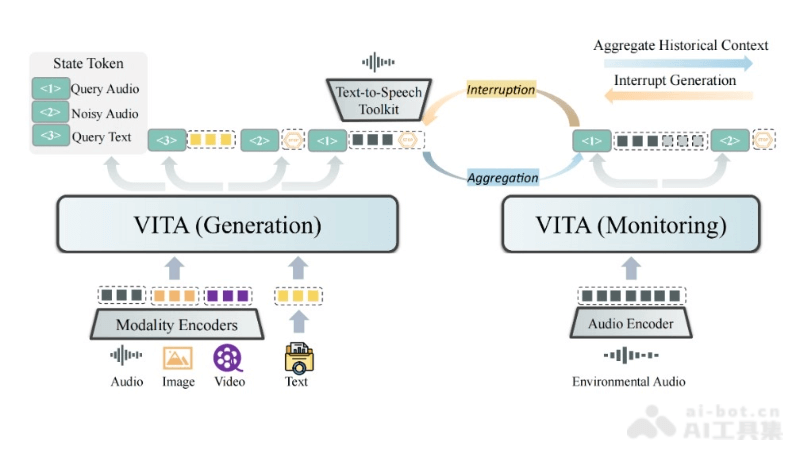 State Token
<1> Query Audio
<2> Noisy Audio
<3> Query Text
Text-to-Speech
Toolkit
Interruption
Aggregate Historical Context
Interrupt Generation
<3>
<2>
<1>
<1>
<2>
Aggregation
VITA (Generation)
VITA (Monitoring)
Modality Encoders
Audio Encoder
Audio
Image
Video
Text
Environmental Audio
ai-bot.cn
AI工具集